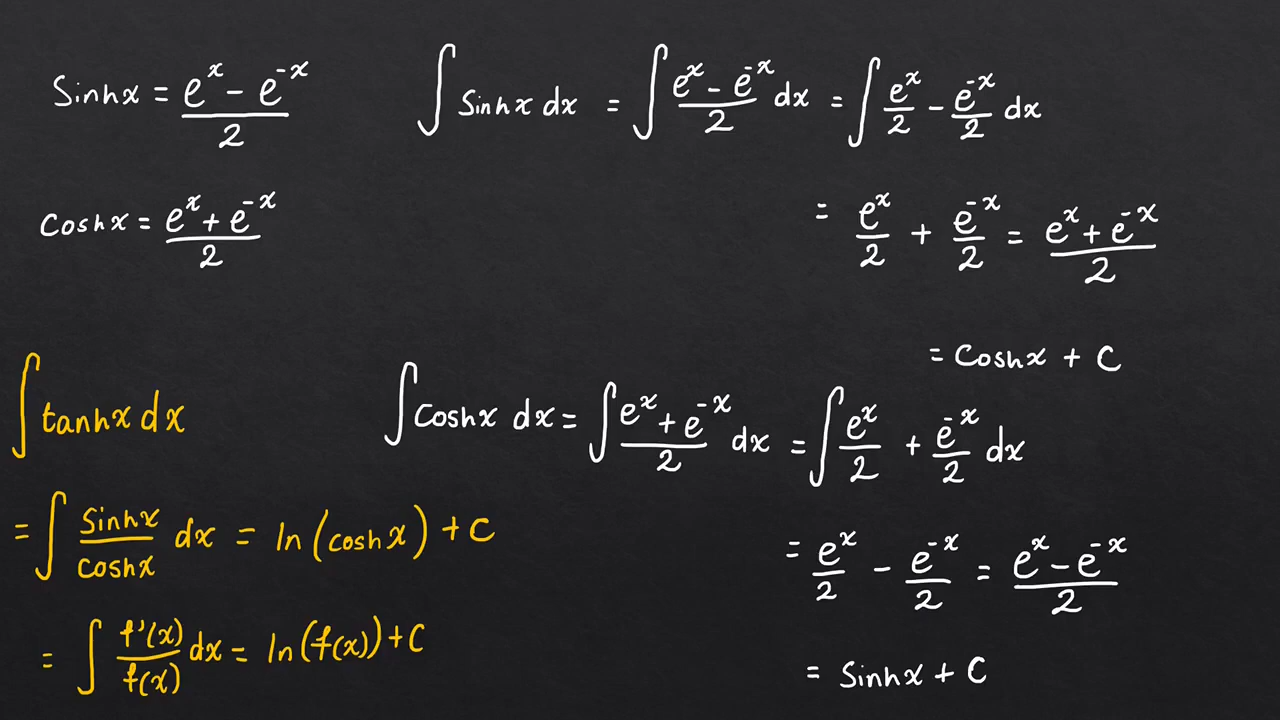 Sinhx = (e^x - e^-x)/2
∫ Sinhx dx = ∫ (e^x - e^-x)/2 dx = ∫ e^x/2 - e^-x/2 dx
= e^x/2 + e^-x/2 = (e^x + e^-x)/2
= Coshx + C
Coshx = (e^x + e^-x)/2
∫ Coshx dx = ∫ (e^x + e^-x)/2 dx = ∫ e^x/2 + e^-x/2 dx
= e^x/2 - e^-x/2 = (e^x - e^-x)/2
= Sinhx + C
∫ tanhx dx
= ∫ Sinhx/coshx dx = ln(coshx) + C
= ∫ f'(x)/f(x) dx = ln(f(x)) + C